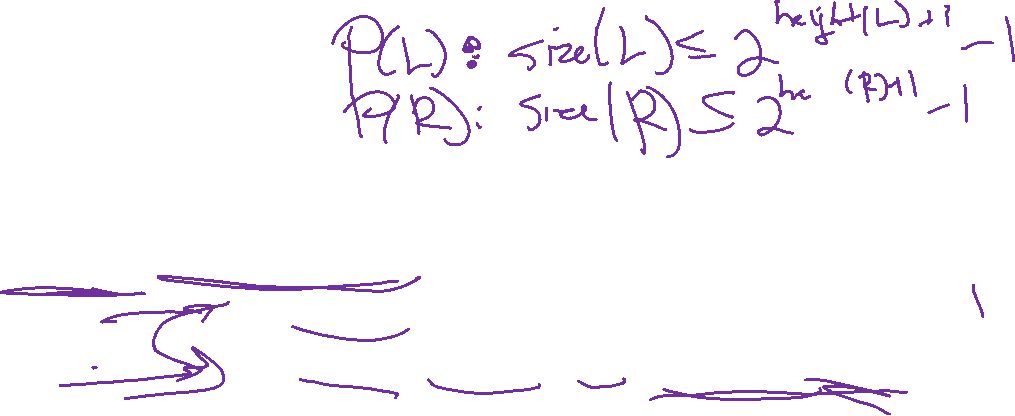 P(L): size(L) ≤ 2^height(L)+1 - 1
P(R): size(R) ≤ 2^he (R)+1 - 1